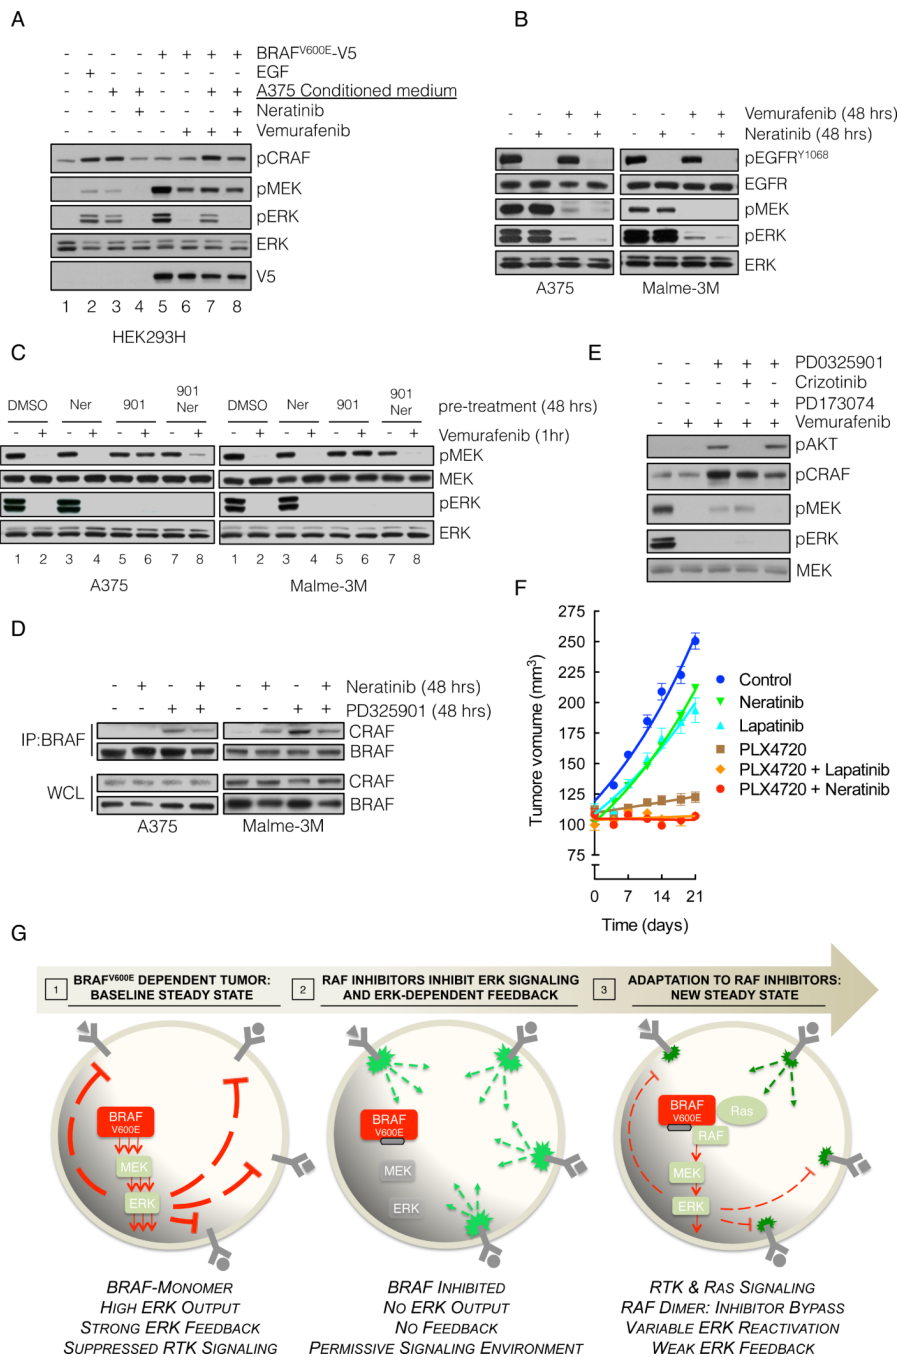 A
- - - - + + + + BRAFV600E-V5
- + - - - - - - EGF
- - + + - - + + A375 Conditioned medium
- - - + - - - + Neratinib
- - - - - + + + Vemurafenib
pCRAF
pMEK
pERK
ERK
V5
1 2 3 4 5 6 7 8
HEK293H
B
- - + + - - + + Vemurafenib (48 hrs)
- + - + - + - + Neratinib (48 hrs)
pEGFRY1068
EGFR
pMEK
pERK
ERK
A375 Malme-3M
C
DMSO Ner 901 901 Ner DMSO Ner 901 901 Ner pre-treatment (48 hrs)
- + - + - + - + - + - + - + - + Vemurafenib (1hr)
pMEK
MEK
pERK
ERK
1 2 3 4 5 6 7 8 1 2 3 4 5 6 7 8
A375 Malme-3M
D
- + - + - + - + Neratinib (48 hrs)
- - + + - - + + PD325901 (48 hrs)
IP:BRAF
CRAF
BRAF
WCL
CRAF
BRAF
A375 Malme-3M
E
- - + + + PD0325901
- - - + - Crizotinib
- - - - + PD173074
- + + + + Vemurafenib
pAKT
pCRAF
pMEK
pERK
MEK
F
Tumore vomume (mm3)
275
250
225
200
175
150
125
100
75
0 7 14 21
Time (days)
Control
Neratinib
Lapatinib
PLX4720
PLX4720 + Lapatinib
PLX4720 + Neratinib
G
1
BRAFV600E DEPENDENT TUMOR:
BASELINE STEADY STATE
2
RAF INHIBITORS INHIBIT ERK SIGNALING
AND ERK-DEPENDENT FEEDBACK
3
ADAPTATION TO RAF INHIBITORS:
NEW STEADY STATE
BRAF
V600E
MEK
ERK
BRAF
V600E
MEK
ERK
BRAF
V600E
Ras
RAF
MEK
ERK
BRAF-MONOMER
HIGH ERK OUTPUT
STRONG ERK FEEDBACK
SUPPRESSED RTK SIGNALING
BRAF INHIBITED
NO ERK OUTPUT
NO FEEDBACK
PERMISSIVE SIGNALING ENVIRONMENT
RTK & RAS SIGNALING
RAF DIMER: INHIBITOR BYPASS
VARIABLE ERK REACTIVATION
WEAK ERK FEEDBACK